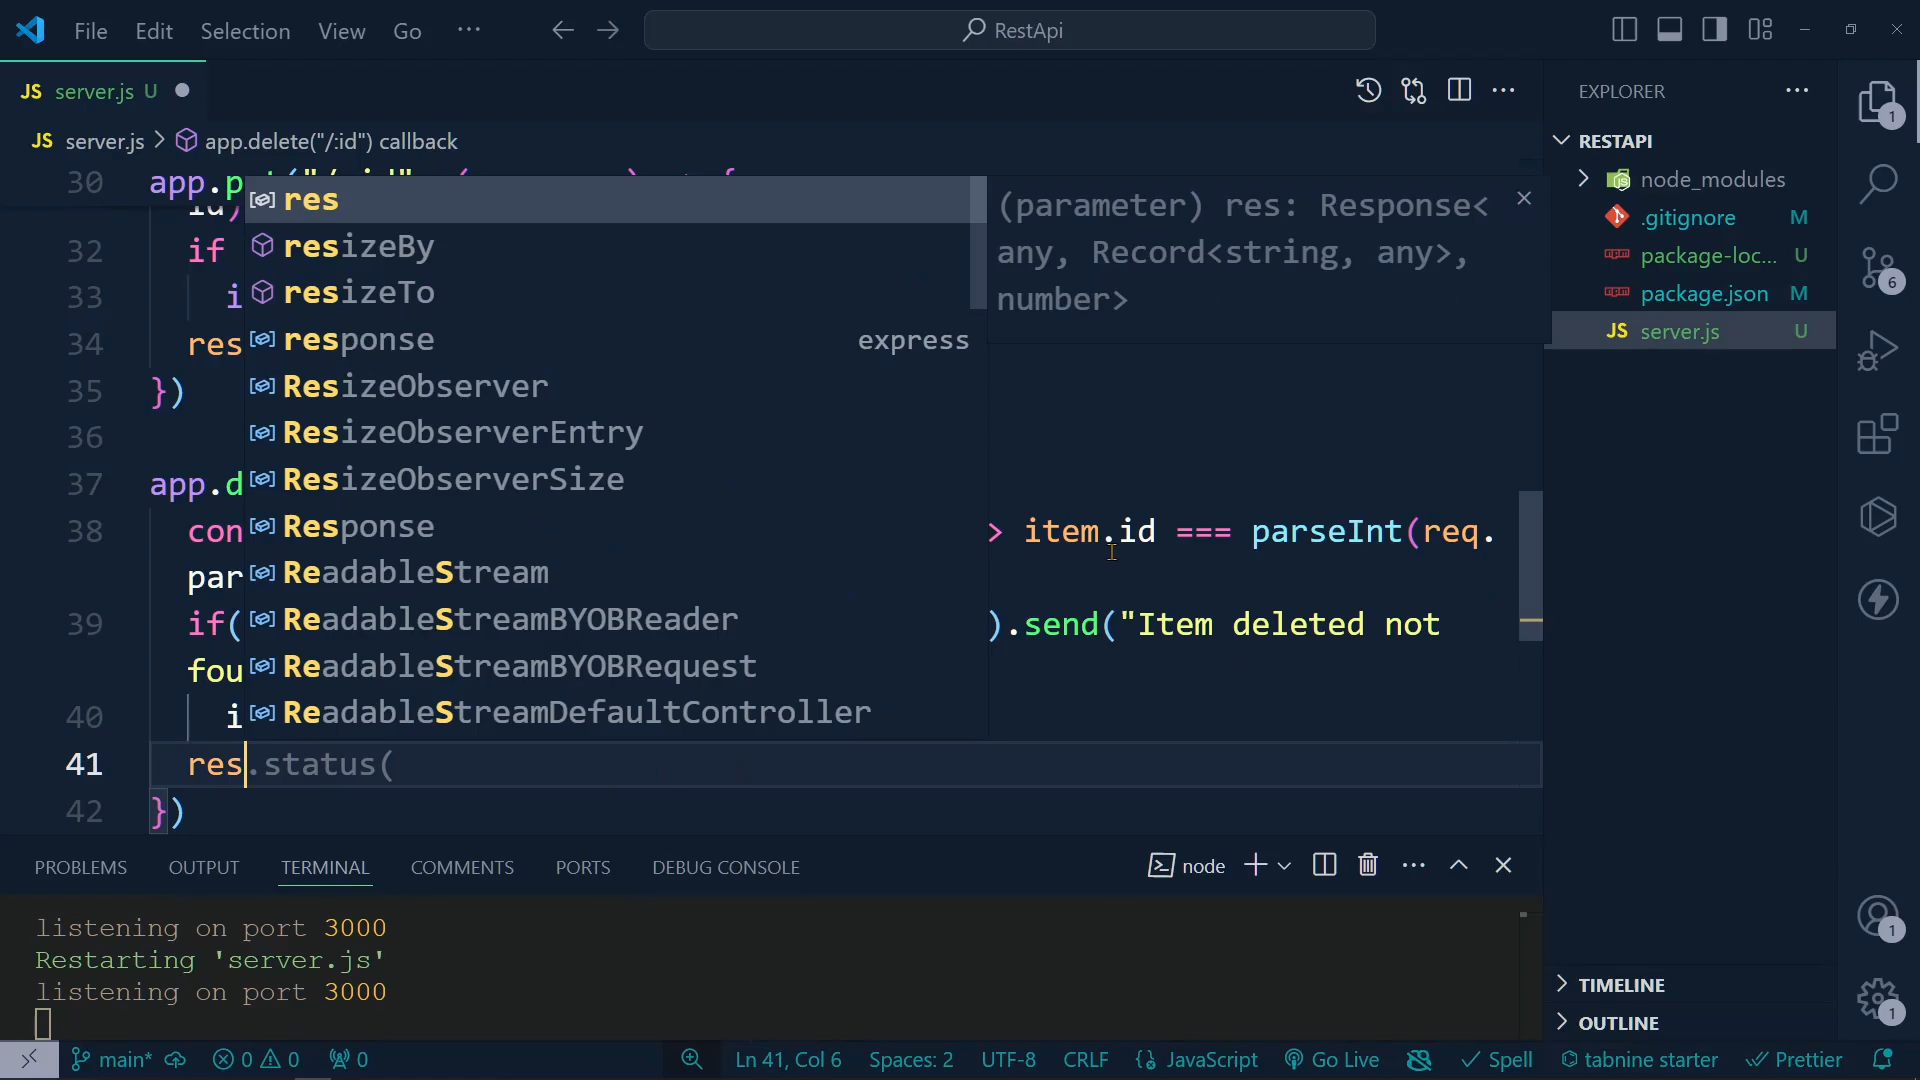 File Edit Selection View Go ··· RestApi
JS server.js U
EXPLORER ···
JS server.js > app.delete("/:id") callback
RESTAPI
node_modules
.gitignore M
package-loc... U
package.json M
JS server.js U
1
6
30 app.p
res
resizeBy
resizeTo
response express
ResizeObserver
ResizeObserverEntry
ResizeObserverSize
Response
ReadableStream
ReadableStreamBYOBReader
ReadableStreamBYOBRequest
ReadableStreamDefaultController
(parameter) res: Response<
any, Record<string, any>,
number>
32 if
33 i
34 res
35 })
36
37 app.d
38 con > item.id === parseInt(req.
par
39 if( ).send("Item deleted not
fou
40 i
41 res.status(
42 })
PROBLEMS OUTPUT TERMINAL COMMENTS PORTS DEBUG CONSOLE node
listening on port 3000
Restarting 'server.js'
listening on port 3000
TIMELINE
OUTLINE
1
1
main* 0 0 0 Ln 41, Col 6 Spaces: 2 UTF-8 CRLF {} JavaScript Go Live Spell tabnine starter Prettier